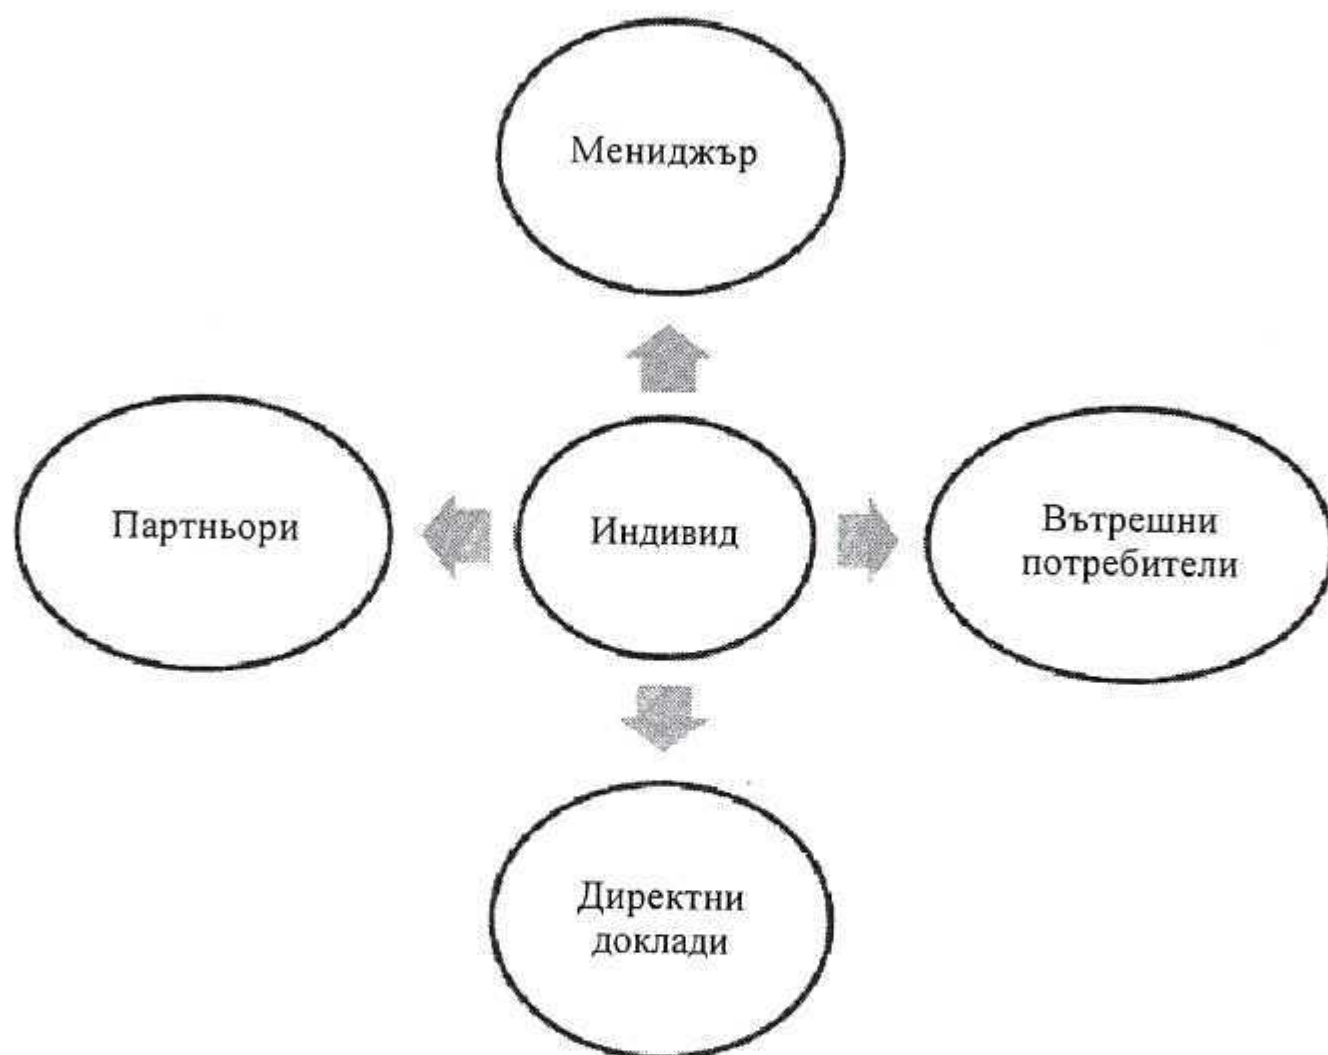 Мениджър
Партньори
Индивид
Вътрешни
потребители
Директни
доклади